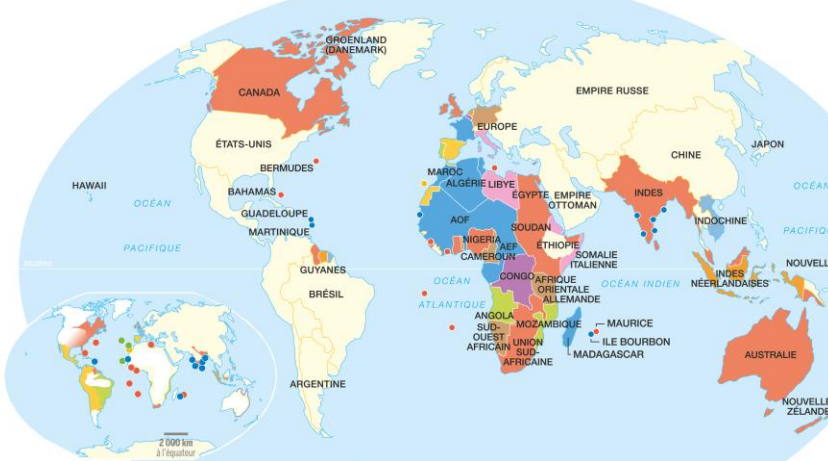 GROENLAND
(DANEMARK)
CANADA
EMPIRE RUSSE
EUROPE
ÉTATS-UNIS
JAPON
CHINE
BERMUDES
MAROC
ALGÉRIE
LIBYE
ÉGYPTE
EMPIRE
OTTOMAN
INDES
HAWAII
BAHAMAS
OCÉAN
OCÉAN
GUADELOUPE
MARTINIQUE
AOF
SOUDAN
INDOCHINE
PACIFIQUE
PACIFIQUE
NIGERIA
AEF
CAMEROUN
ÉTHIOPIE
SOMALIE
ITALIENNE
GUYANES
CONGO
AFRIQUE
ORIENTALE
ALLEMANDE
OCÉAN
ATLANTIQUE
OCÉAN INDIEN
INDES
NÉERLANDAISES
NOUVELLE
BRÉSIL
ANGOLA
MOZAMBIQUE
MAURICE
ILE BOURBON
MADAGASCAR
SUD-
OUEST
AFRICAIN
UNION
SUD-
AFRICAINE
AUSTRALIE
ARGENTINE
NOUVELLE
ZÉLANDE
2 000 km
à l'équateur